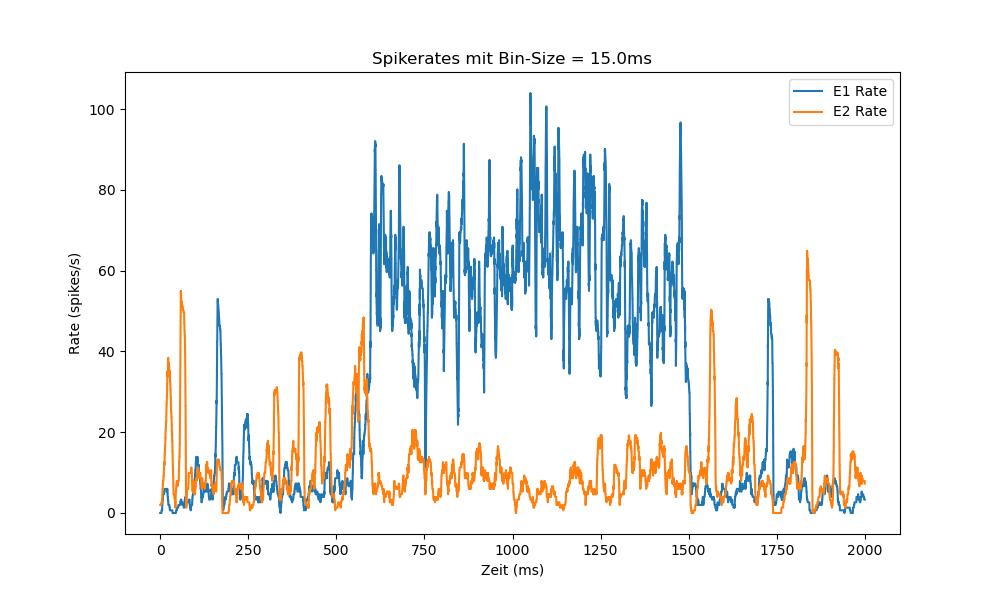 Spikerates mit Bin-Size = 15.0ms
E1 Rate
E2 Rate
Rate (spikes/s)
100
80
60
40
20
0
0 250 500 750 1000 1250 1500 1750 2000
Zeit (ms)